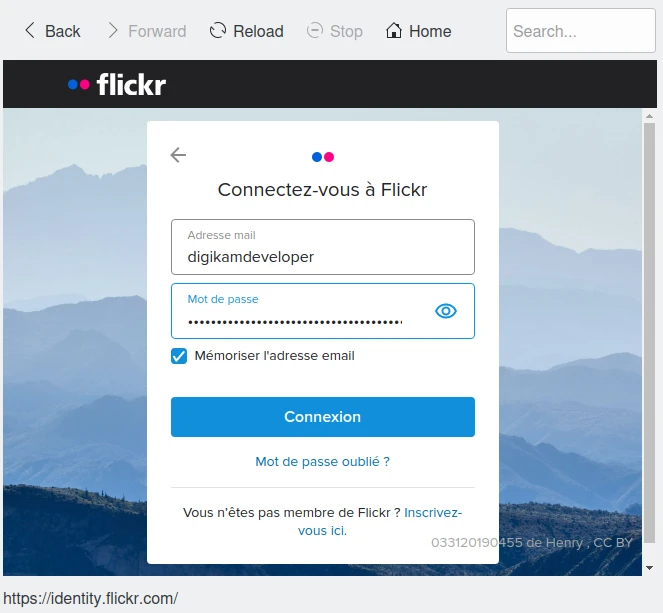 Back Forward Reload Stop Home Search...
flickr
Connectez-vous à Flickr
Adresse mail
digikamdeveloper
Mot de passe
••••••••••••••••••••••••••••••••••••••
Mémoriser l'adresse email
Connexion
Mot de passe oublié ?
Vous n'êtes pas membre de Flickr ? Inscrivez-
vous ici.
033120190455 de Henry , CC BY
https://identity.flickr.com/